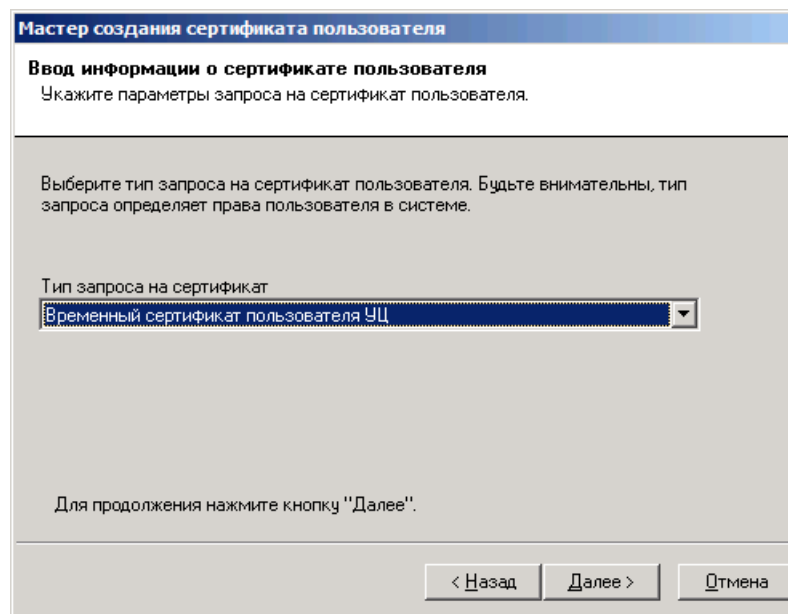 Мастер создания сертификата пользователя
Ввод информации о сертификате пользователя
Укажите параметры запроса на сертификат пользователя.
Выберите тип запроса на сертификат пользователя. Будьте внимательны, тип
запроса определяет права пользователя в системе.
Тип запроса на сертификат
Временный сертификат пользователя УЦ
Для продолжения нажмите кнопку "Далее".
< Назад Далее > Отмена